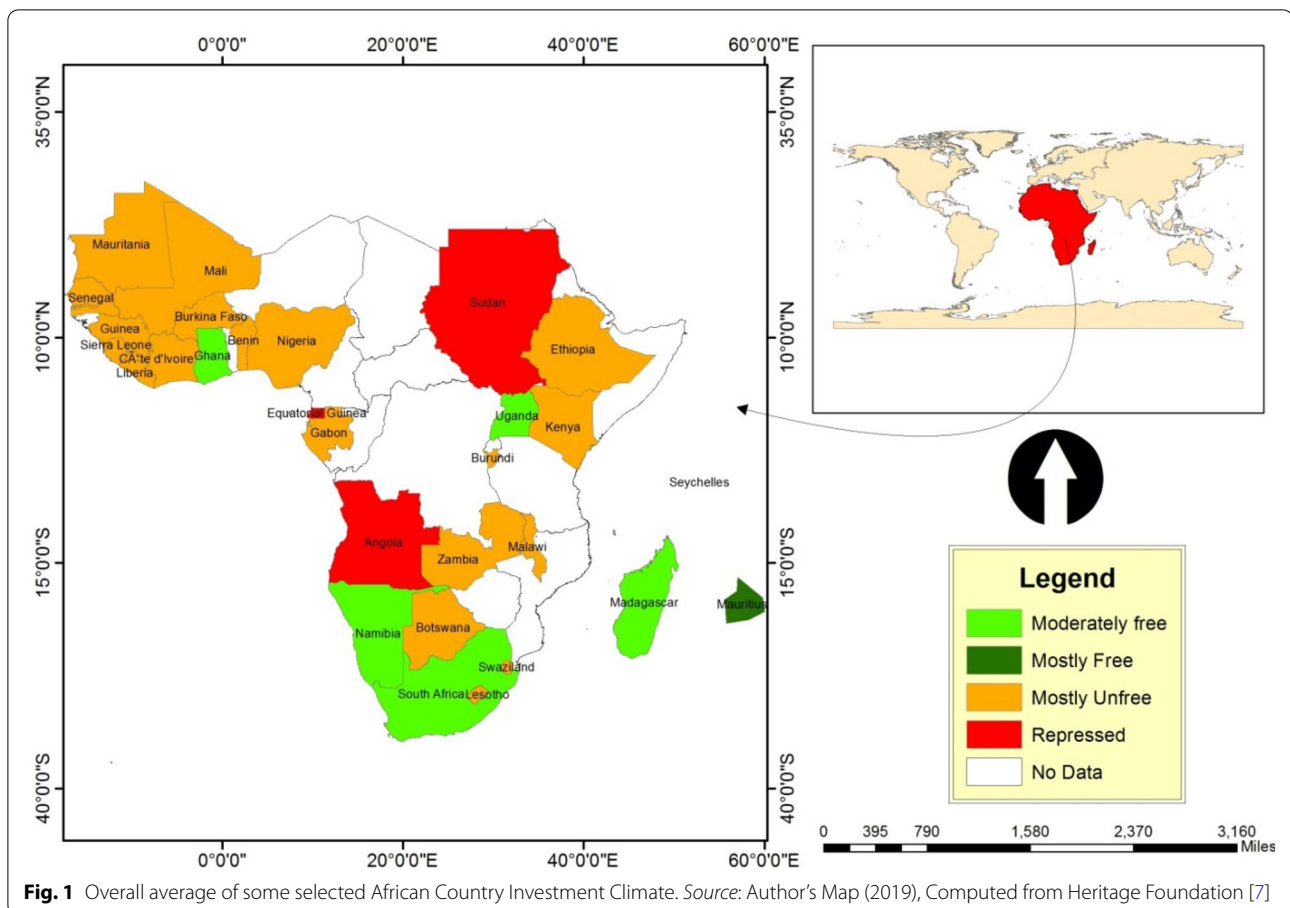 0°0'0"
20°0'0"E
40°0'0"E
60°0'0"E
35°0'0"N
35°0'0"N
Mauritania
Mali
Sudan
Senegal
Burkina Faso
Guinea
Benin
Nigeria
10°0'0"N
10°0'0"N
Sierra Leone
Ghana
Ethiopia
CÃ´te d'Ivoire
Liberia
Equatorial Guinea
Uganda
Gabon
Kenya
Burundi
Seychelles
Angola
Malawi
Zambia
15°0'0"S
15°0'0"S
Madagascar
Mauritius
Namibia
Botswana
Swaziland
South Africa
Lesotho
40°0'0"S
40°0'0"S
0°0'0"
20°0'0"E
40°0'0"E
60°0'0"E
Legend
Moderately free
Mostly Free
Mostly Unfree
Repressed
No Data
0 395 790 1,580 2,370 3,160
Miles
Fig. 1 Overall average of some selected African Country Investment Climate. Source: Author's Map (2019), Computed from Heritage Foundation [7]